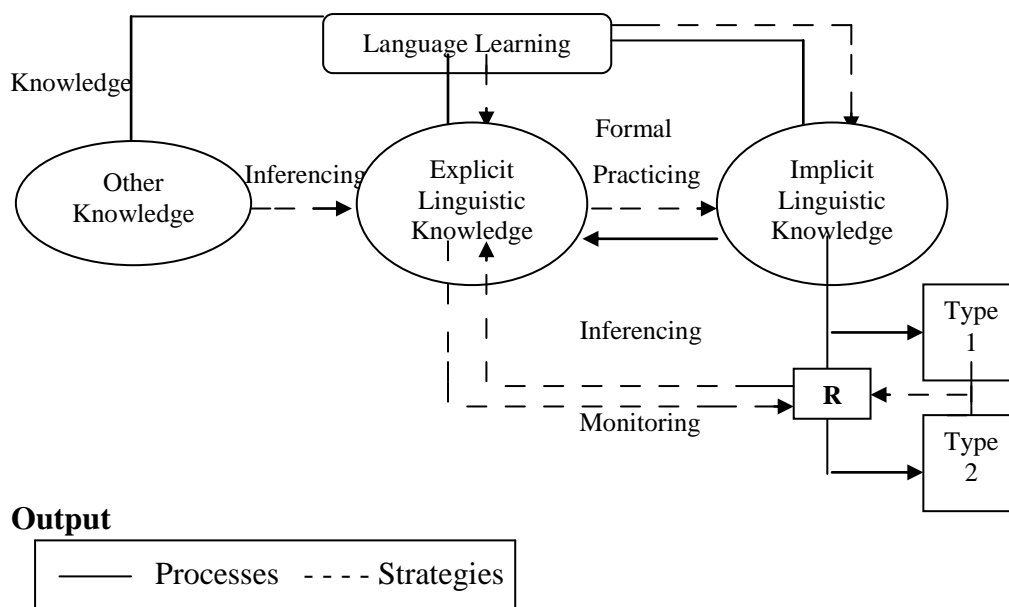 Language Learning
Knowledge
Other
Knowledge
Inferencing
Explicit
Linguistic
Knowledge
Formal
Practicing
Implicit
Linguistic
Knowledge
Inferencing
Type
1
R
Monitoring
Type
2
Output
Processes
Strategies